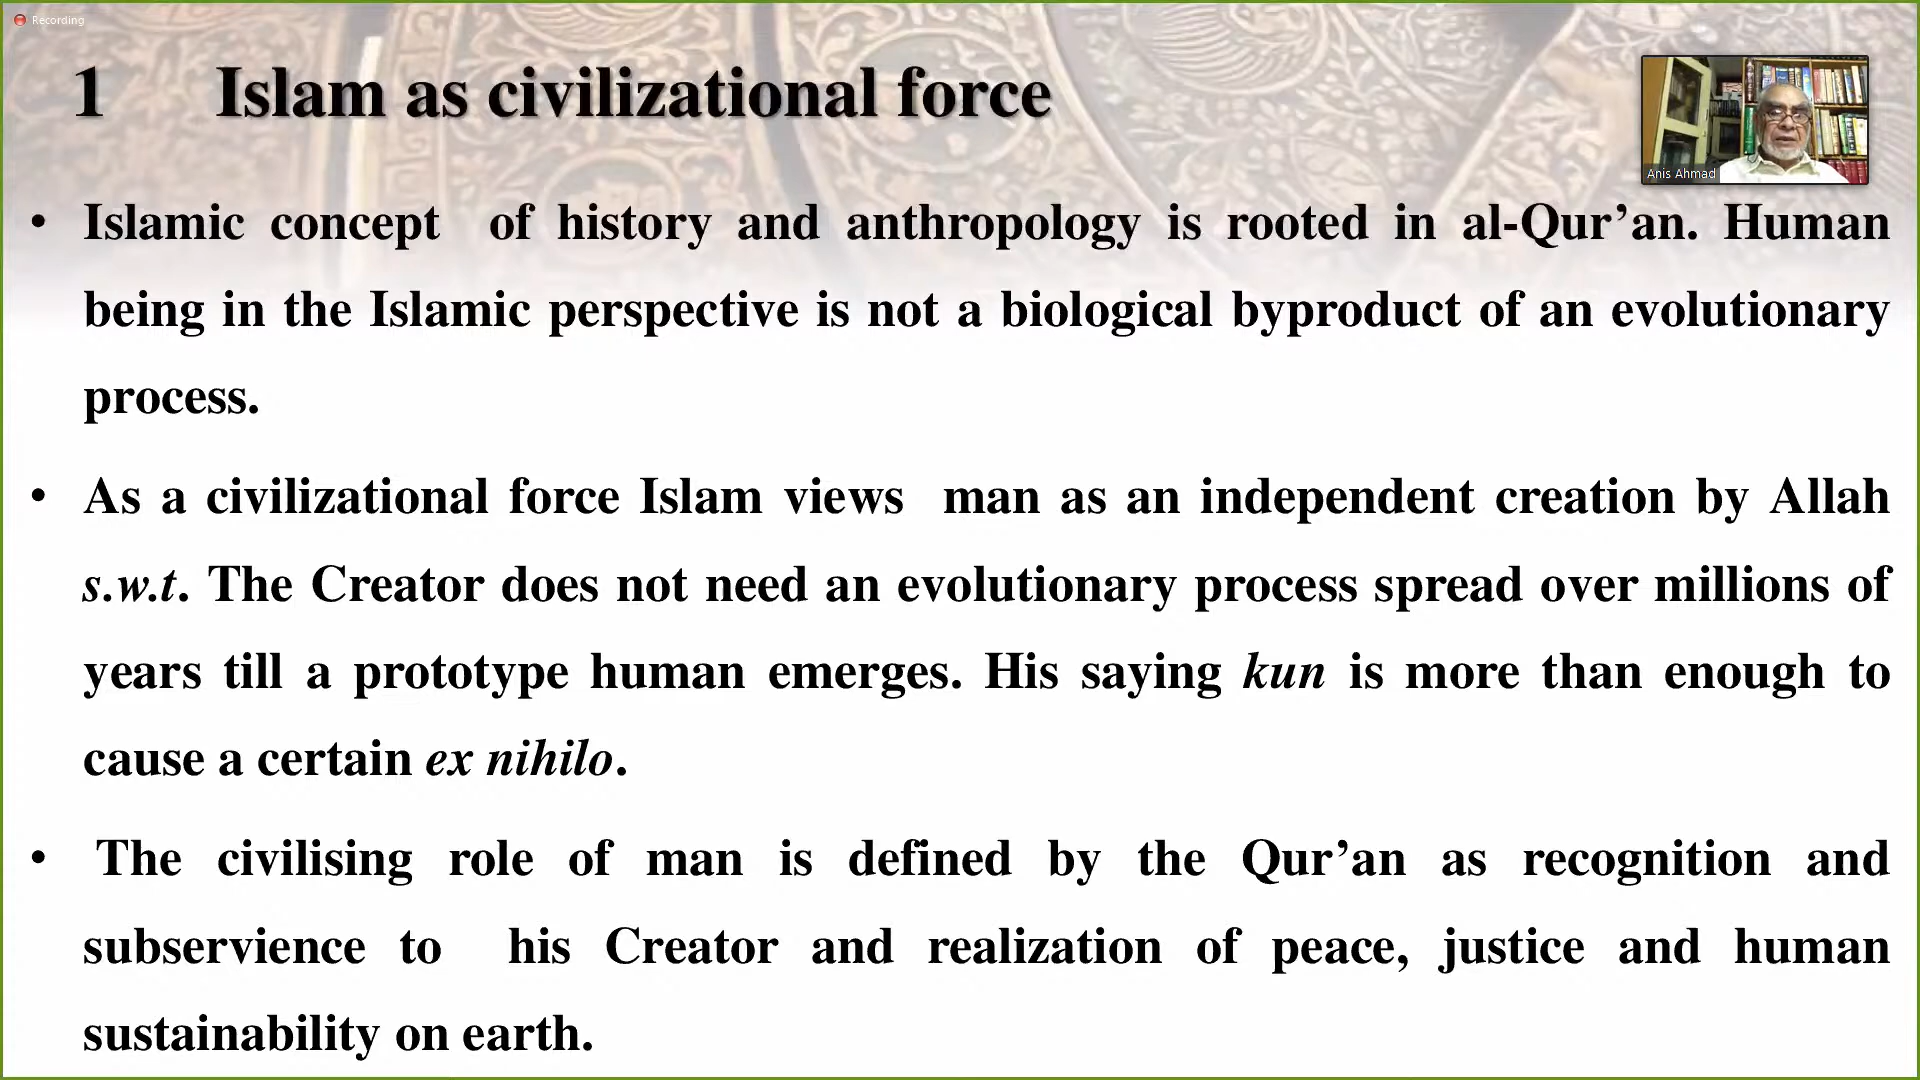 Recording
1 Islam as civilizational force
Anis Ahmad
• Islamic concept of history and anthropology is rooted in al-Qur’an. Human
being in the Islamic perspective is not a biological byproduct of an evolutionary
process.
• As a civilizational force Islam views man as an independent creation by Allah
s.w.t. The Creator does not need an evolutionary process spread over millions of
years till a prototype human emerges. His saying kun is more than enough to
cause a certain ex nihilo.
• The civilising role of man is defined by the Qur’an as recognition and
subservience to his Creator and realization of peace, justice and human
sustainability on earth.